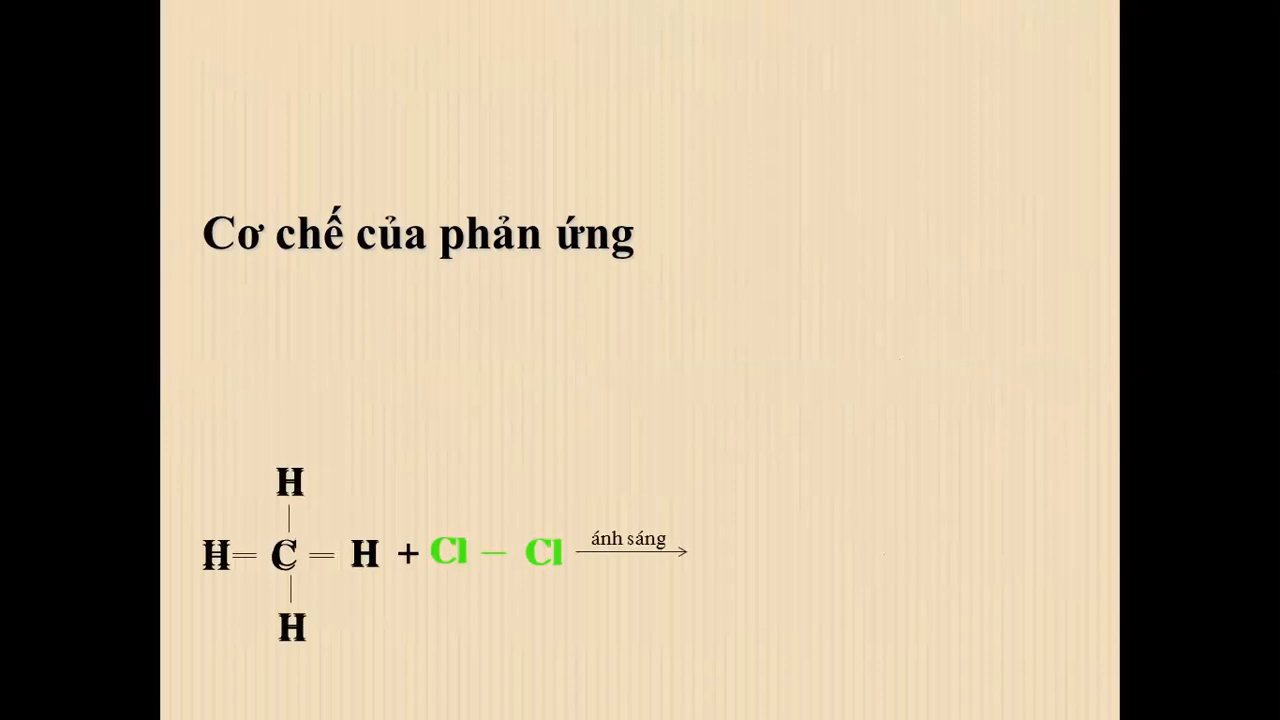 Cơ chế của phản ứng
H
H C H + Cl – Cl ánh sáng
H